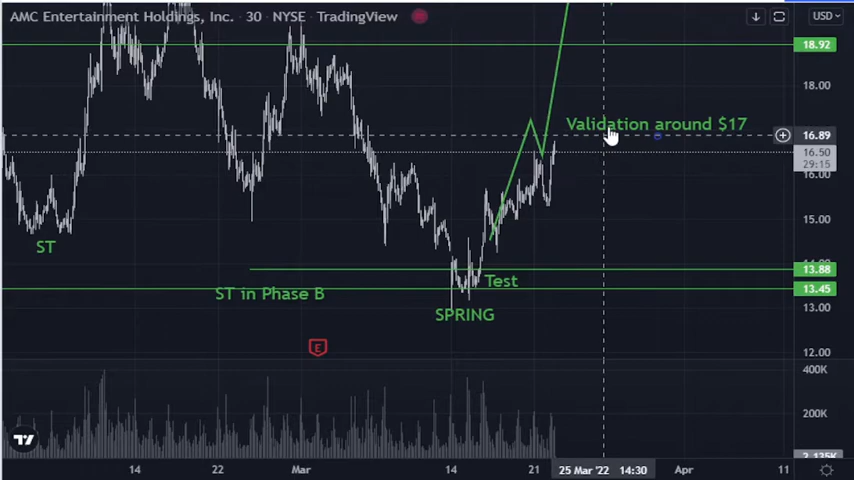 AMC Entertainment Holdings, Inc. · 30 · NYSE · TradingView
USD
18.92
18.00
Validation around $17
16.89
16.50
29:15
16.00
15.00
ST
13.88
Test
13.45
ST in Phase B
13.00
SPRING
E
12.00
400K
200K
14
22
Mar
14
21
25 Mar '22 14:30
Apr
11